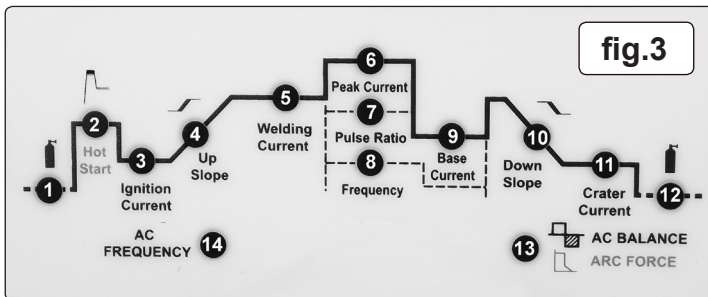 fig.3
6
Peak Current
2
5
7
Hot
Start
4
Welding
Current
Pulse Ratio
9
10
3
Up
Slope
8
Base
Current
Down
Slope
11
1
Ignition
Current
Frequency
Crater
Current
12
AC
FREQUENCY
14
13
AC BALANCE
ARC FORCE